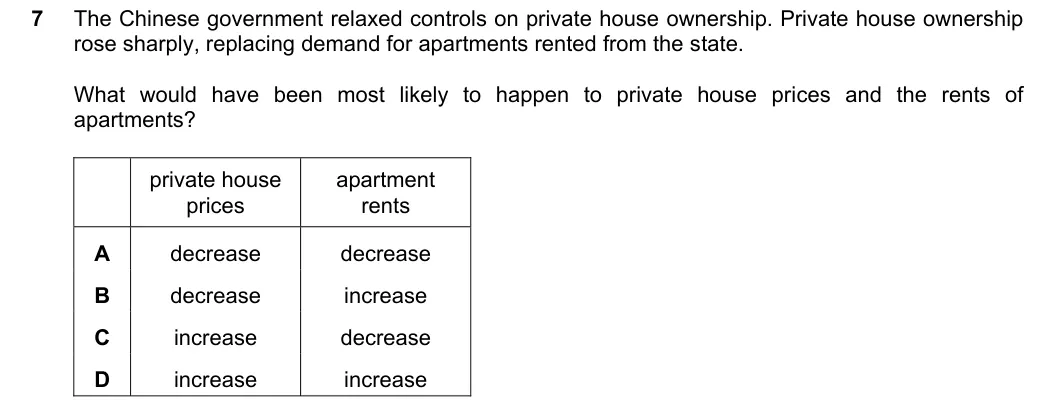 7 The Chinese government relaxed controls on private house ownership. Private house ownership
rose sharply, replacing demand for apartments rented from the state.
What would have been most likely to happen to private house prices and the rents of
apartments?
private house prices apartment rents
A decrease decrease
B decrease increase
C increase decrease
D increase increase